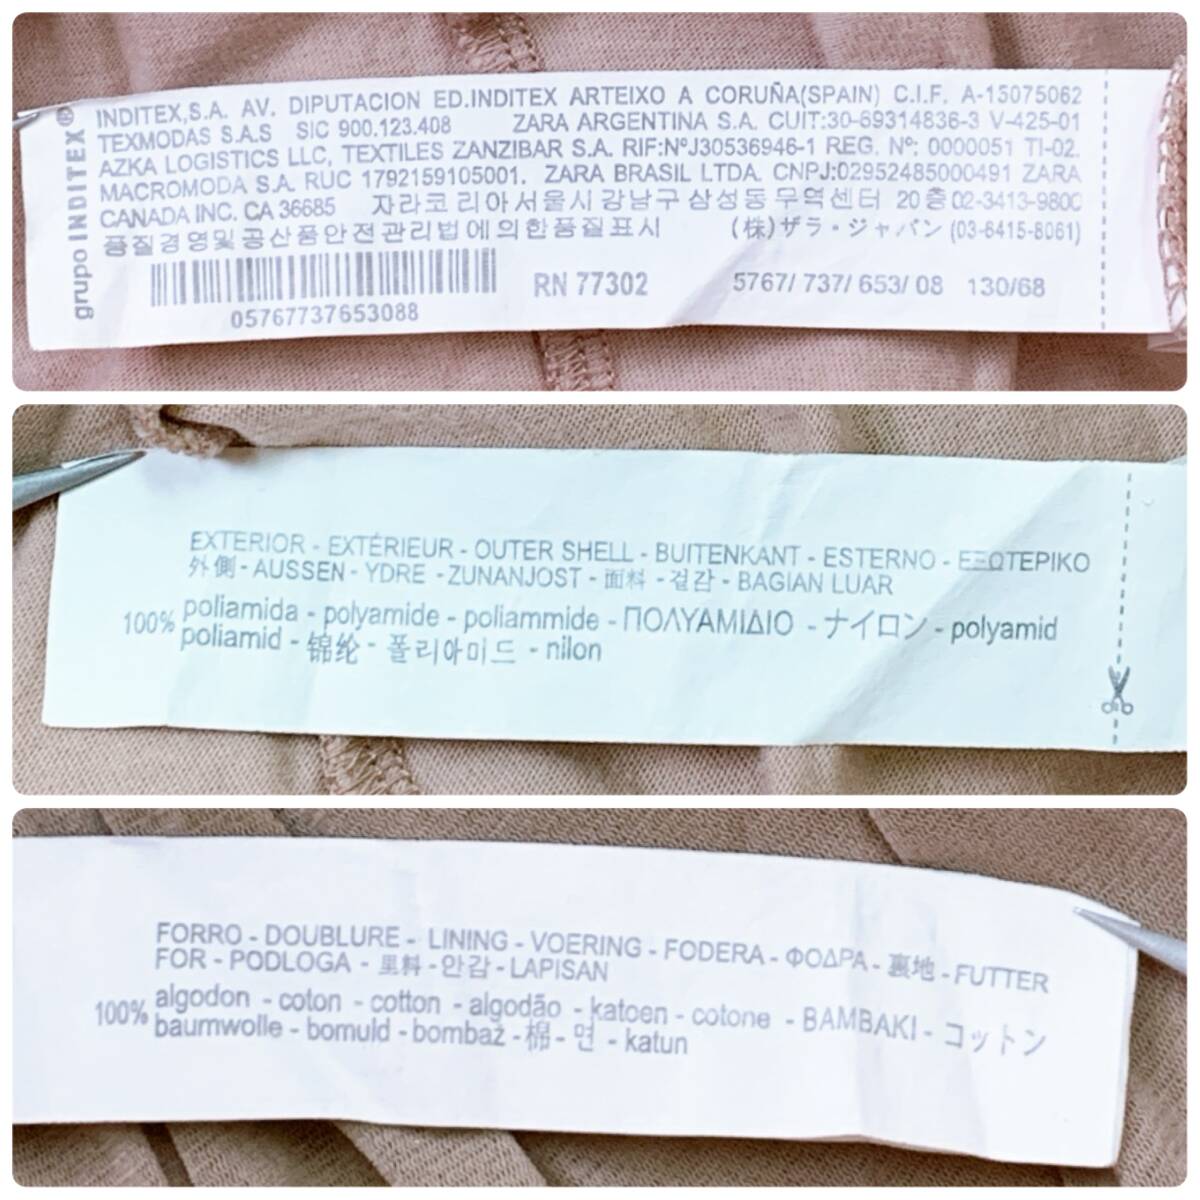 grupo INDITEX®
INDITEX,S.A. AV. DIPUTACION ED.INDITEX ARTEIXO A CORUÑA(SPAIN) C.I.F. A-15075062
TEXMODAS S.A.S SIC 900.123.408 ZARA ARGENTINA S.A. CUIT:30-69314836-3 V-425-01
AZKA LOGISTICS LLC, TEXTILES ZANZIBAR S.A. RIF:NºJ30536946-1 REG. Nº: 0000051 TI-02.
MACROMODA S.A. RUC 1792159105001. ZARA BRASIL LTDA. CNPJ:02952485000491 ZARA
CANADA INC. CA 36685 자라코리아서울시강남구삼성동무역센터 20층02-3413-9800
품질경영및공산품안전관리법에의한품질표시 (株)ザラ・ジャパン (03-6415-8061)
05767737653088 RN 77302 5767/ 737/ 653/ 08 130/68
EXTERIOR - EXTÉRIEUR - OUTER SHELL - BUITENKANT - ESTERNO - ΕΞΩΤΕΡΙΚΟ
外側 - AUSSEN - YDRE - ZUNANJOST - 面料 - 겉감 - BAGIAN LUAR
100% poliamida - polyamide - poliammide - ΠΟΛΥΑΜΙΔΙΟ - ナイロン - polyamid
poliamid - 锦纶 - 폴리아미드 - nilon
FORRO - DOUBLURE - LINING - VOERING - FODERA - ΦΟΔΡΑ - 裏地 - FUTTER
FOR - PODLOGA - 里料 - 안감 - LAPISAN
100% algodon - coton - cotton - algodão - katoen - cotone - BAMBAKI - コットン
baumwolle - bomuld - bombaž - 棉 - 면 - katun